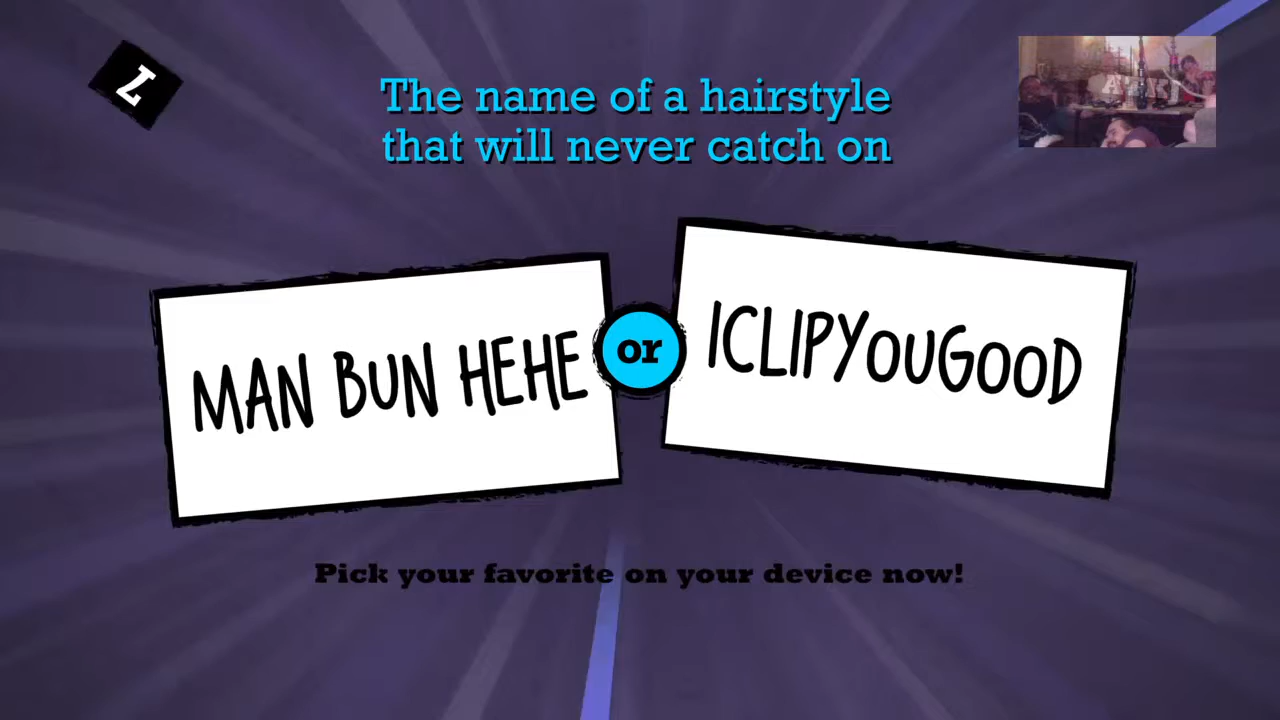 7
The name of a hairstyle
that will never catch on
MAN BUN HEHE
or
ICLIPYOUGOOD
Pick your favorite on your device now!